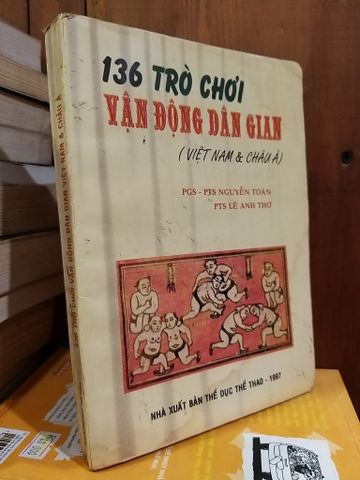 136 TRÒ CHƠI
VẬN ĐỘNG DÂN GIAN
(VIỆT NAM & CHÂU Á)
PGS - PTS NGUYỄN TOÁN
PTS LÊ ANH THƠ
NHÀ XUẤT BẢN THỂ DỤC THỂ THAO - 1997
136 TRÒ CHƠI VẬN ĐỘNG DÂN GIAN VIỆT NAM & CHÂU Á